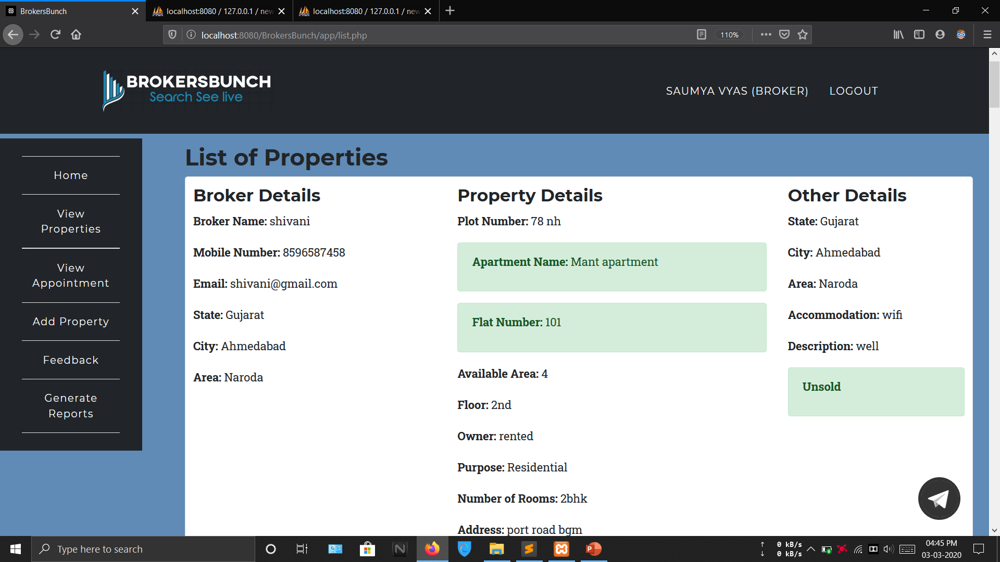 BrokersBunch
localhost:8080 / 127.0.0.1 / new
localhost:8080 / 127.0.0.1 / new
localhost:8080/BrokersBunch/app/list.php
110%
BROKERSBUNCH
Search See live
SAUMYA VYAS (BROKER)
LOGOUT
Home
View
Properties
View
Appointment
Add Property
Feedback
Generate
Reports
List of Properties
Broker Details
Broker Name: shivani
Mobile Number: 8596587458
Email: shivani@gmail.com
State: Gujarat
City: Ahmedabad
Area: Naroda
Property Details
Plot Number: 78 nh
Apartment Name: Mant apartment
Flat Number: 101
Available Area: 4
Floor: 2nd
Owner: rented
Purpose: Residential
Number of Rooms: 2bhk
Address: port road bgm
Other Details
State: Gujarat
City: Ahmedabad
Area: Naroda
Accommodation: wifi
Description: well
Unsold
Type here to search
0 kB/s
0 kB/s
04:45 PM
03-03-2020